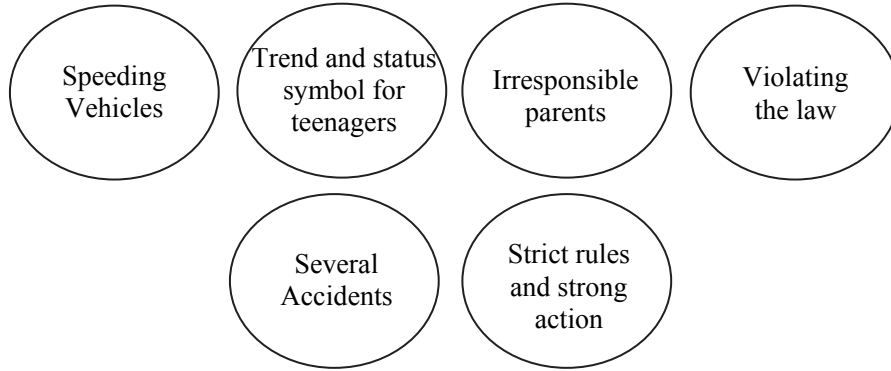 Speeding
Vehicles
Trend and status
symbol for
teenagers
Irresponsible
parents
Violating
the law
Several
Accidents
Strict rules
and strong
action